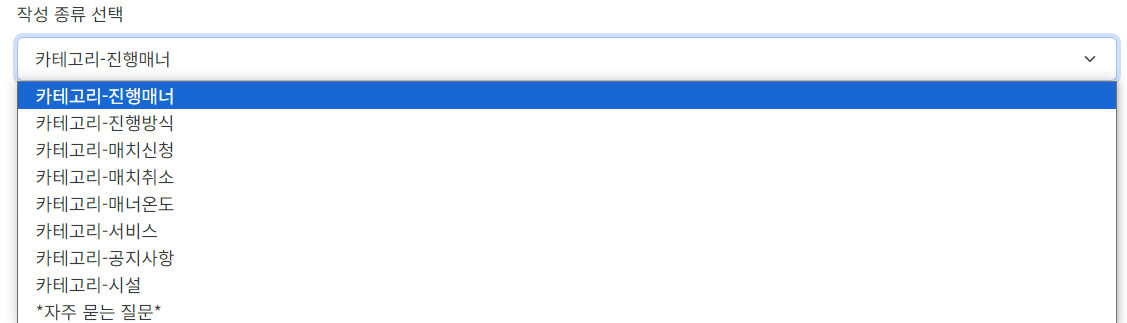 작성 종류 선택
카테고리-진행매너
카테고리-진행매너
카테고리-진행방식
카테고리-매치신청
카테고리-매치취소
카테고리-매너온도
카테고리-서비스
카테고리-공지사항
카테고리-시설
*자주 묻는 질문*